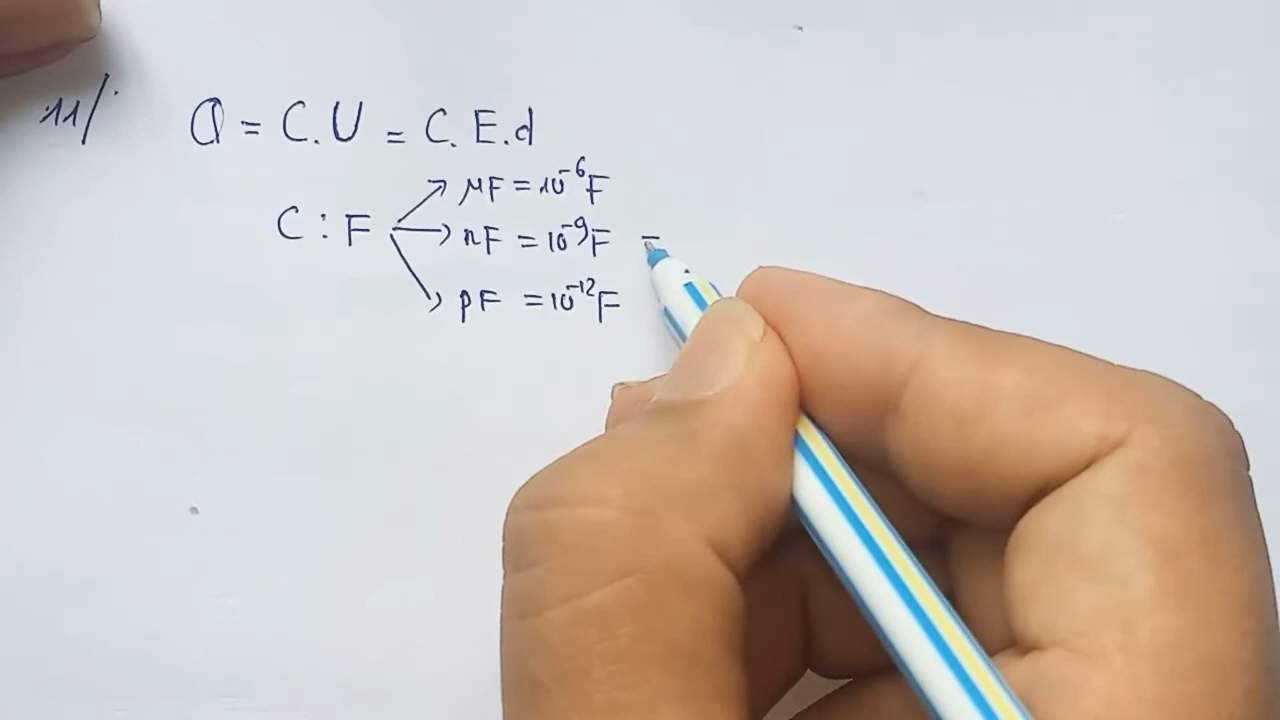 11/ Q = C.U = C.E.d
μF = 10⁻⁶F
C : F → nF = 10⁻⁹F -
pF = 10⁻¹²F